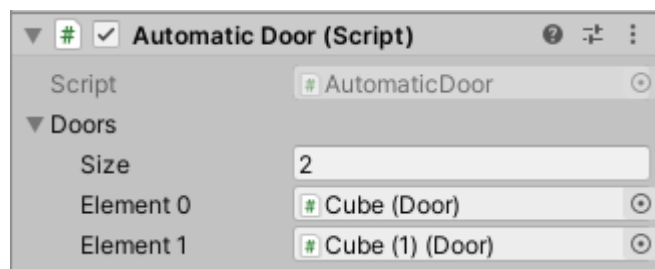 Automatic Door (Script)
Script # AutomaticDoor
Doors
Size 2
Element 0 # Cube (Door)
Element 1 # Cube (1) (Door)